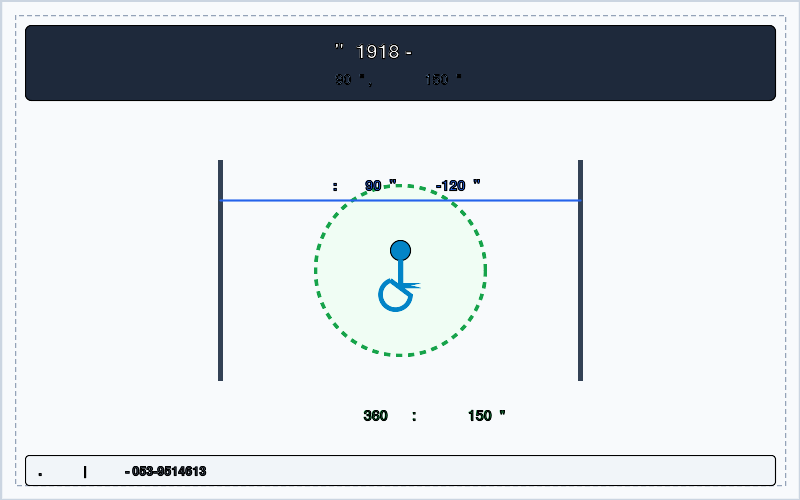 " 1918 -
90 ", 150 "
: 90 " -120 "
360 : 150 "
. | - 053-9514613